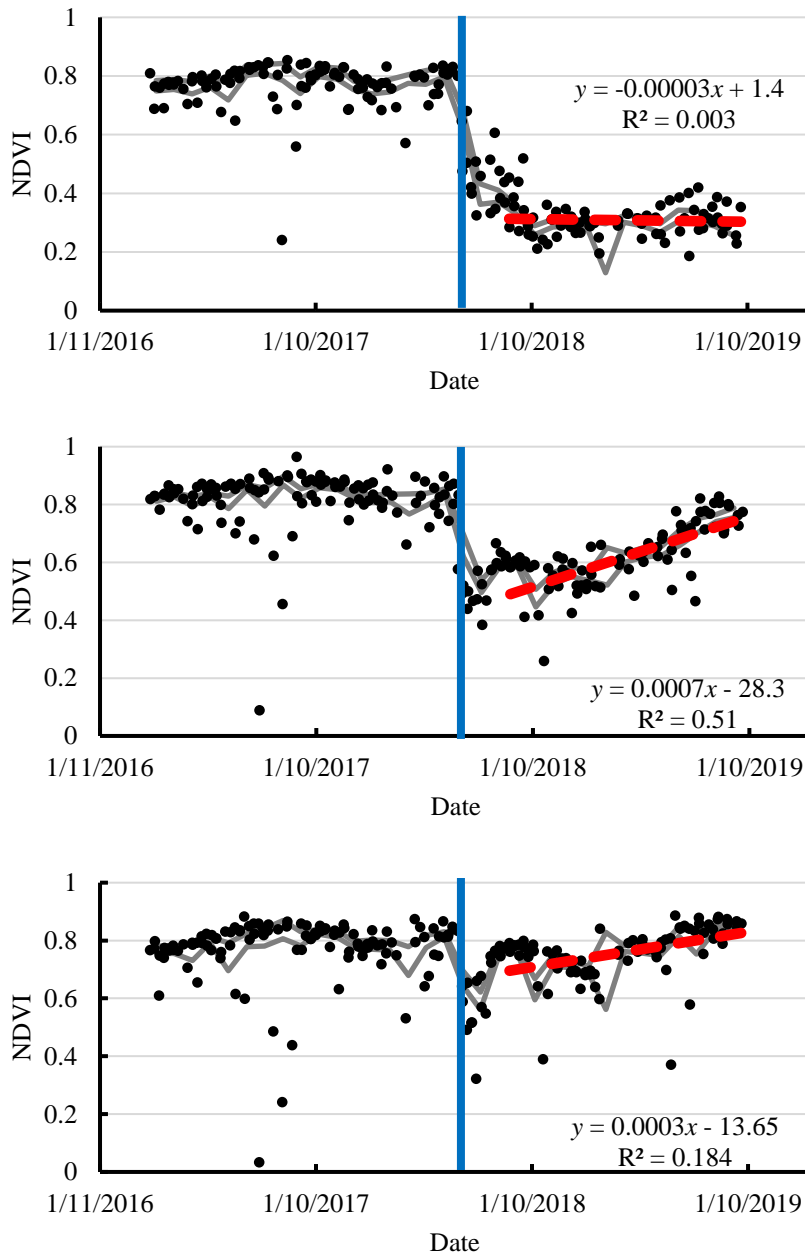 1
0.8
0.6
0.4
0.2
0
NDVI
y = -0.00003x + 1.4
R² = 0.003
1/11/2016 1/10/2017 1/10/2018 1/10/2019
Date
1
0.8
0.6
0.4
0.2
0
NDVI
y = 0.0007x - 28.3
R² = 0.51
1/11/2016 1/10/2017 1/10/2018 1/10/2019
Date
1
0.8
0.6
0.4
0.2
0
NDVI
y = 0.0003x - 13.65
R² = 0.184
1/11/2016 1/10/2017 1/10/2018 1/10/2019
Date